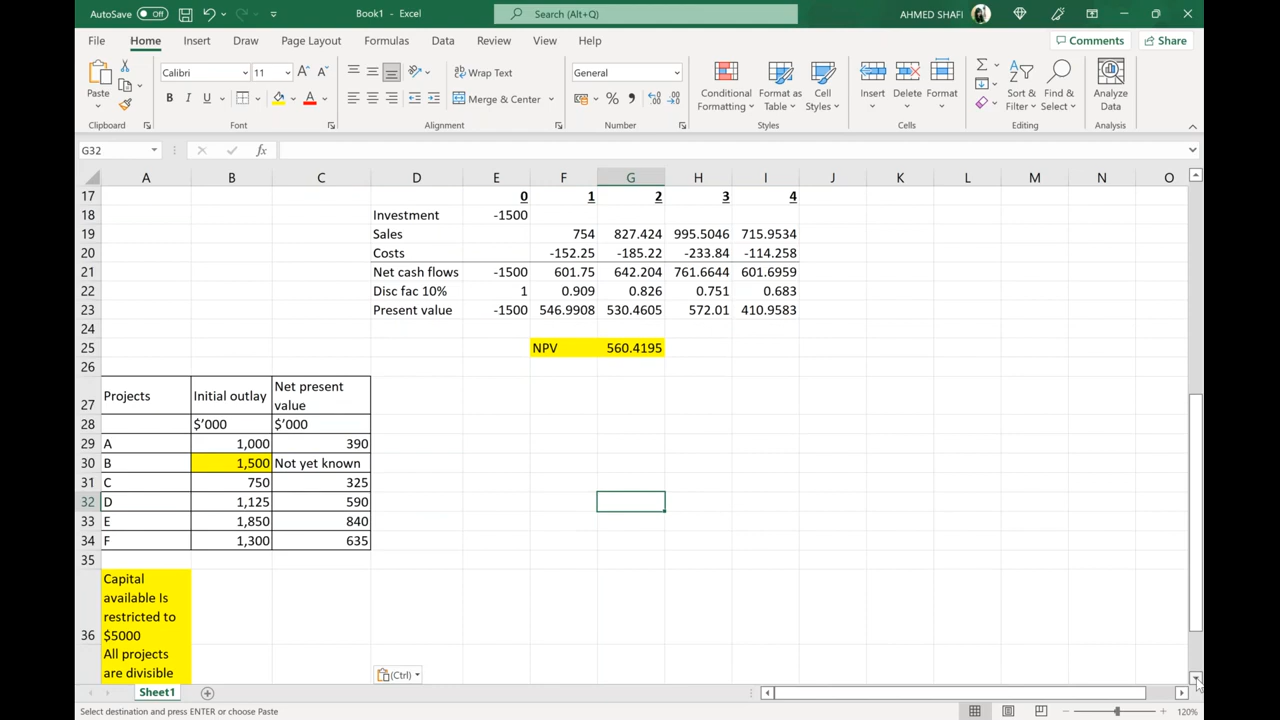 AutoSave Off Book1 - Excel Search (Alt+Q) AHMED SHAFI
File Home Insert Draw Page Layout Formulas Data Review View Help Comments Share
Calibri 11 Wrap Text General
Paste B I U Merge & Center Conditional Formatting Format as Table Cell Styles Insert Delete Format Sort & Filter Find & Select Analyze Data
Clipboard Font Alignment Number Styles Cells Editing Analysis
G32 fx
A B C D E F G H I J K L M N O
17 0 1 2 3 4
18 Investment -1500
19 Sales 754 827.424 995.5046 715.9534
20 Costs -152.25 -185.22 -233.84 -114.258
21 Net cash flows -1500 601.75 642.204 761.6644 601.6959
22 Disc fac 10% 1 0.909 0.826 0.751 0.683
23 Present value -1500 546.9908 530.4605 572.01 410.9583
24
25 NPV 560.4195
26
27 Projects Initial outlay Net present value
28 $’000 $’000
29 A 1,000 390
30 B 1,500 Not yet known
31 C 750 325
32 D 1,125 590
33 E 1,850 840
34 F 1,300 635
35
Capital
available Is
restricted to
36 $5000
All projects
are divisible
(Ctrl)
Sheet1
Select destination and press ENTER or choose Paste 120%